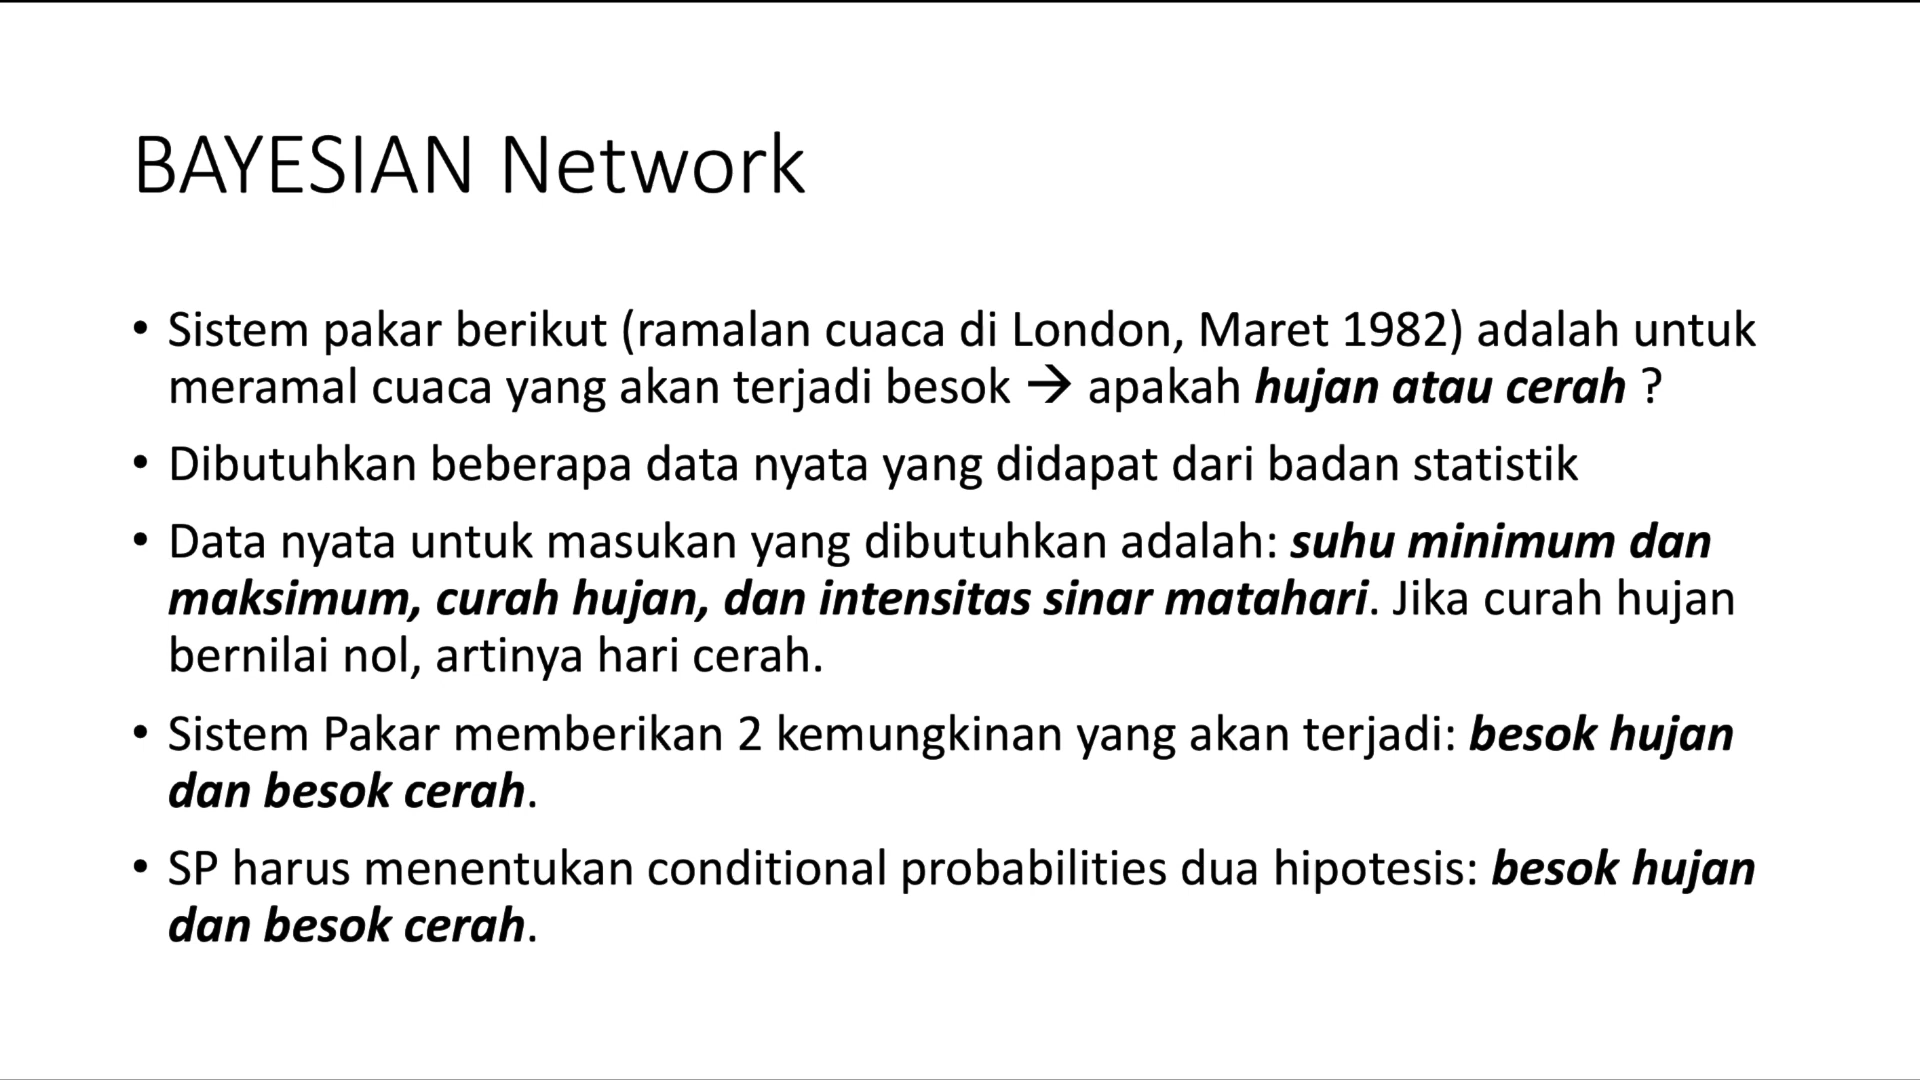 BAYESIAN Network
• Sistem pakar berikut (ramalan cuaca di London, Maret 1982) adalah untuk
meramal cuaca yang akan terjadi besok → apakah hujan atau cerah ?
• Dibutuhkan beberapa data nyata yang didapat dari badan statistik
• Data nyata untuk masukan yang dibutuhkan adalah: suhu minimum dan
maksimum, curah hujan, dan intensitas sinar matahari. Jika curah hujan
bernilai nol, artinya hari cerah.
• Sistem Pakar memberikan 2 kemungkinan yang akan terjadi: besok hujan
dan besok cerah.
• SP harus menentukan conditional probabilities dua hipotesis: besok hujan
dan besok cerah.